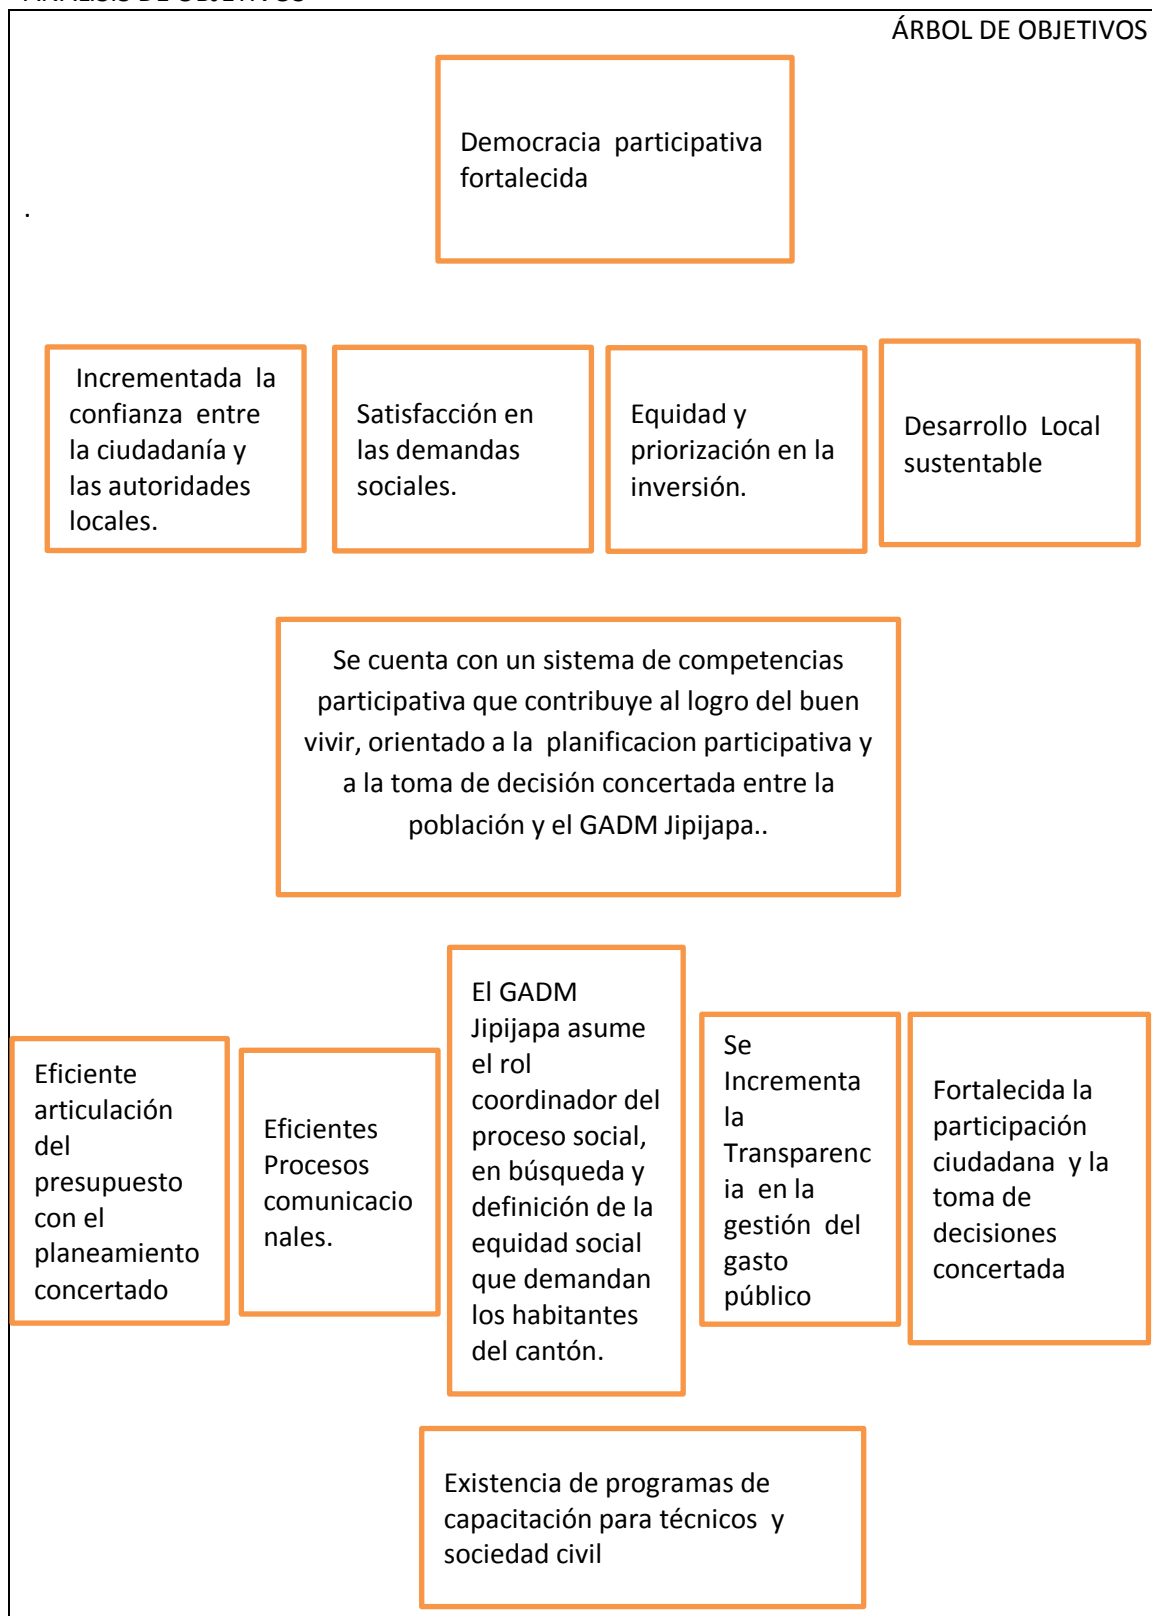 ANÁLISIS DE OBJETIVOS
ÁRBOL DE OBJETIVOS
Democracia participativa
fortalecida
.
Incrementada la
confianza entre
la ciudadanía y
las autoridades
locales.
Satisfacción en
las demandas
sociales.
Equidad y
priorización en la
inversión.
Desarrollo Local
sustentable
Se cuenta con un sistema de competencias
participativa que contribuye al logro del buen
vivir, orientado a la planificacion participativa y
a la toma de decisión concertada entre la
población y el GADM Jipijapa..
Eficiente
articulación
del
presupuesto
con el
planeamiento
concertado
Eficientes
Procesos
comunicacio
nales.
El GADM
Jipijapa asume
el rol
coordinador del
proceso social,
en búsqueda y
definición de la
equidad social
que demandan
los habitantes
del cantón.
Se
Incrementa
la
Transparenc
ia en la
gestión del
gasto
público
Fortalecida la
participación
ciudadana y la
toma de
decisiones
concertada
Existencia de programas de
capacitación para técnicos y
sociedad civil